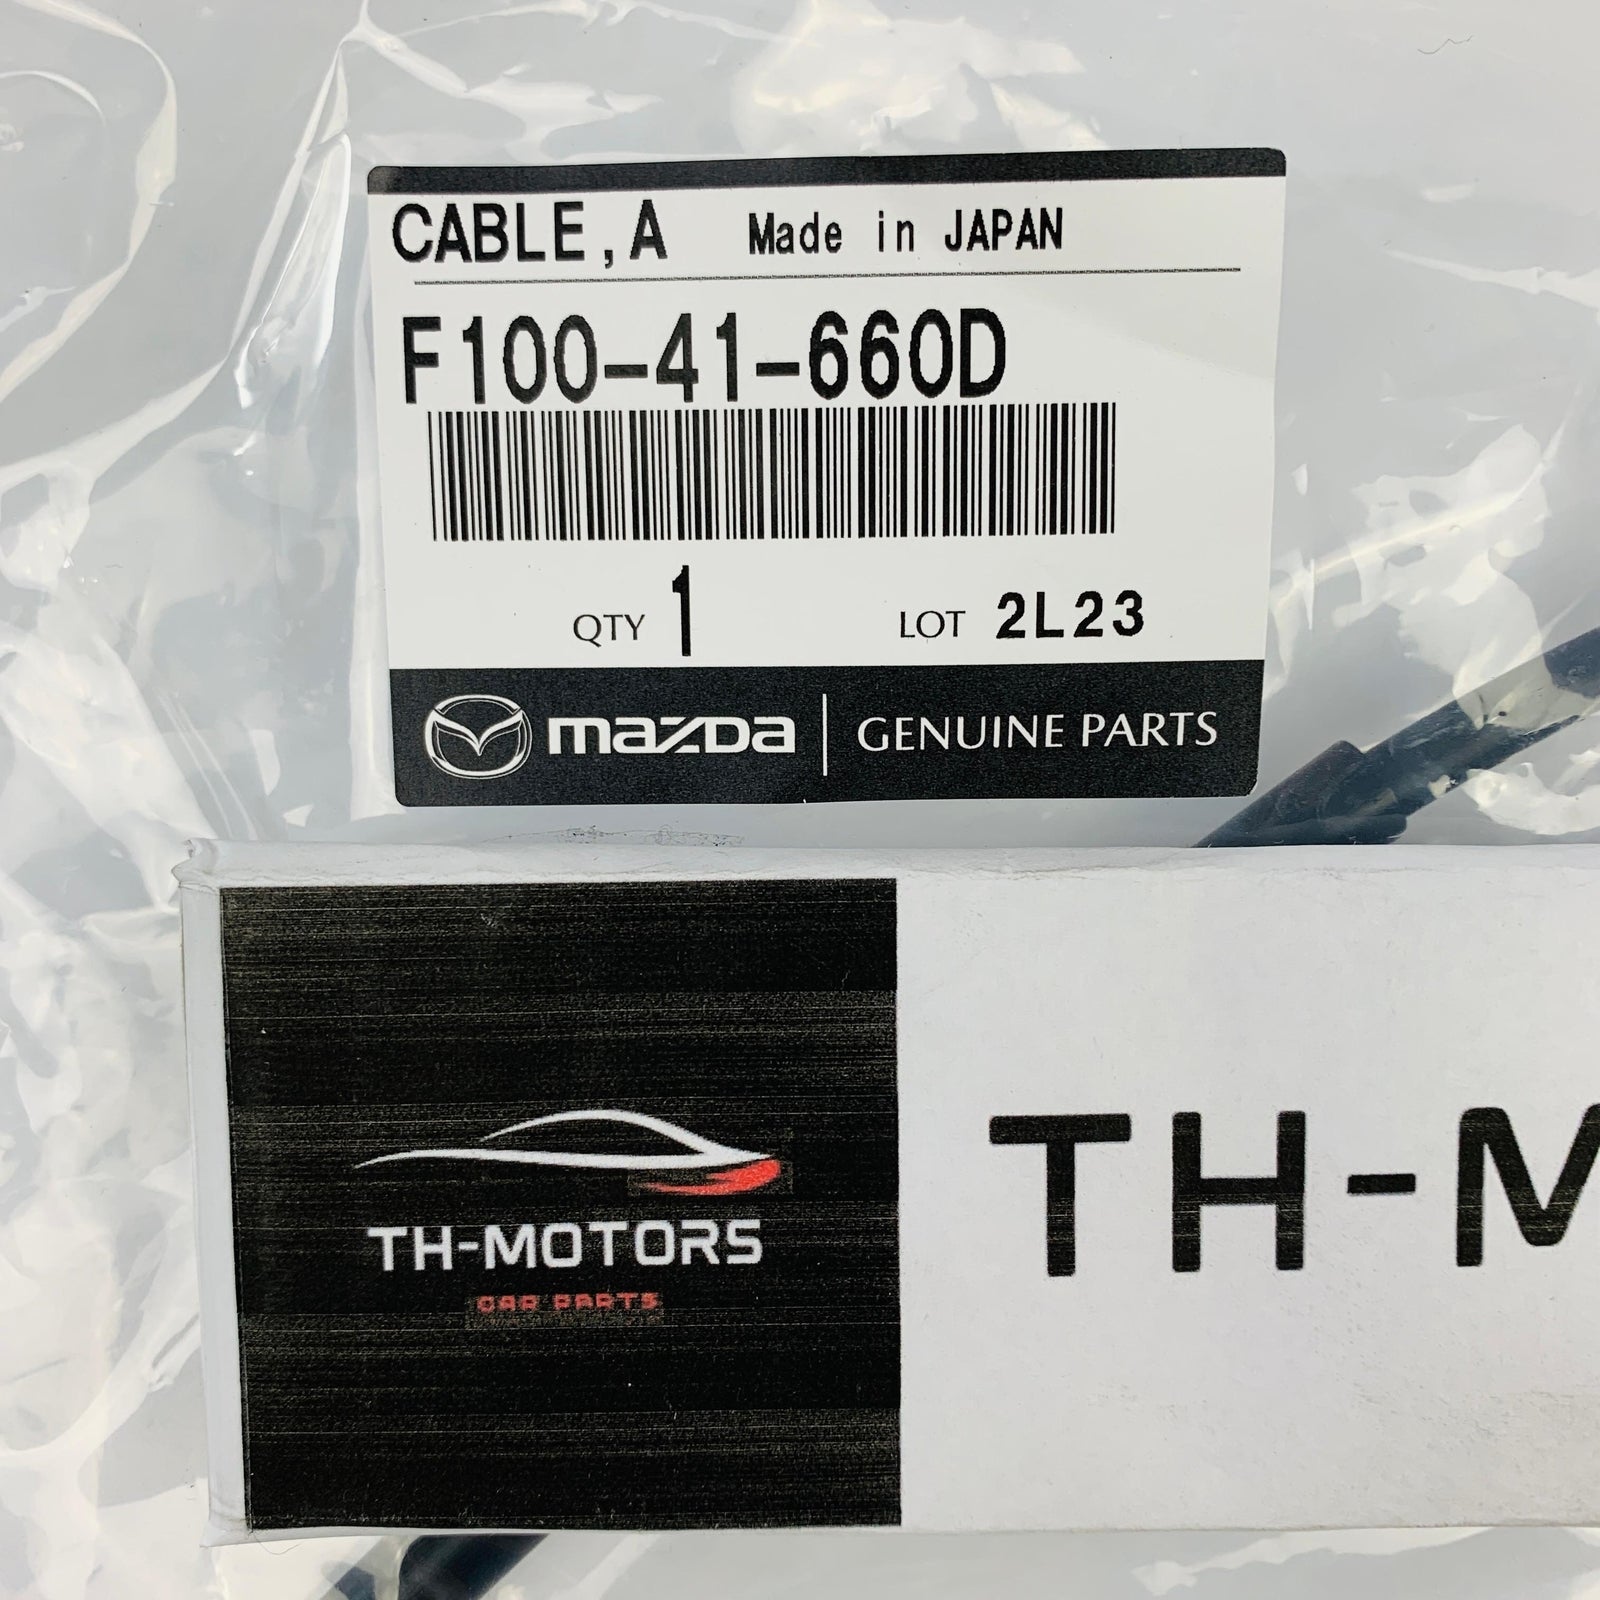 CABLE,A Made in JAPAN
F100-41-660D
QTY 1 LOT 2L23
mazda GENUINE PARTS
TH-MOTORS
CAR PARTS
TH-M